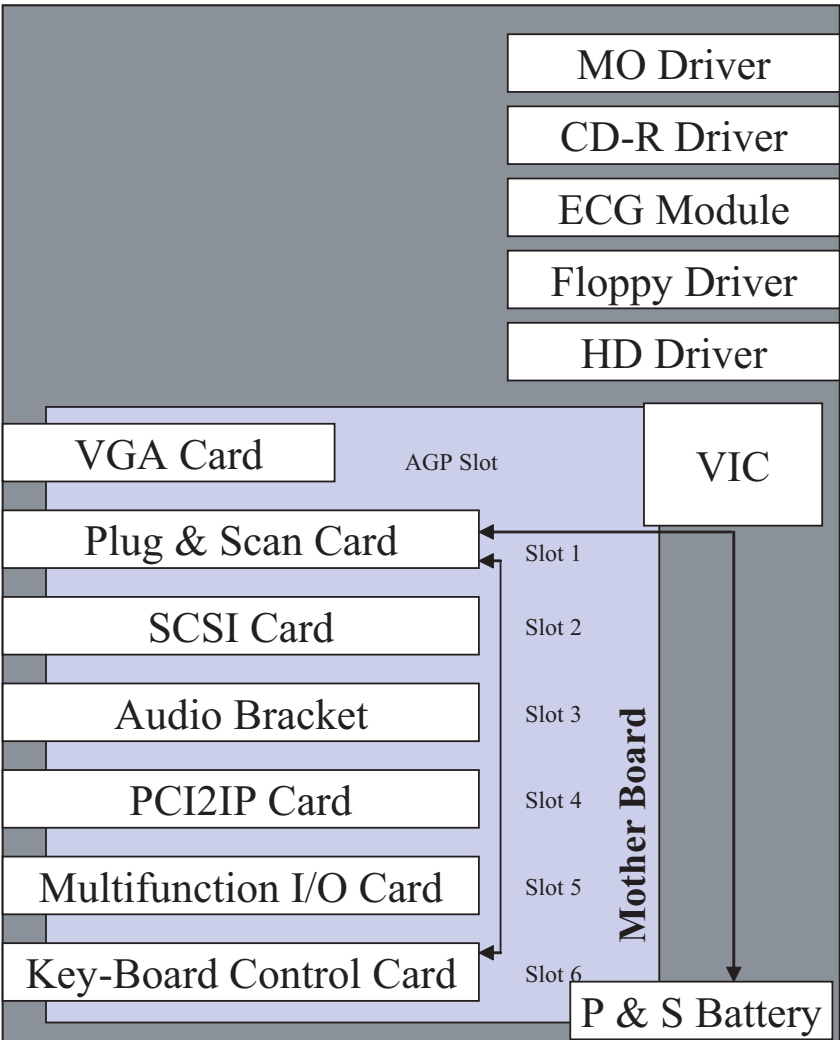 MO Driver
CD-R Driver
ECG Module
Floppy Driver
HD Driver
VGA Card
AGP Slot
VIC
Plug & Scan Card
Slot 1
SCSI Card
Slot 2
Audio Bracket
Slot 3
PCI2IP Card
Slot 4
Multifunction I/O Card
Slot 5
Key-Board Control Card
Slot 6
Mother Board
P & S Battery